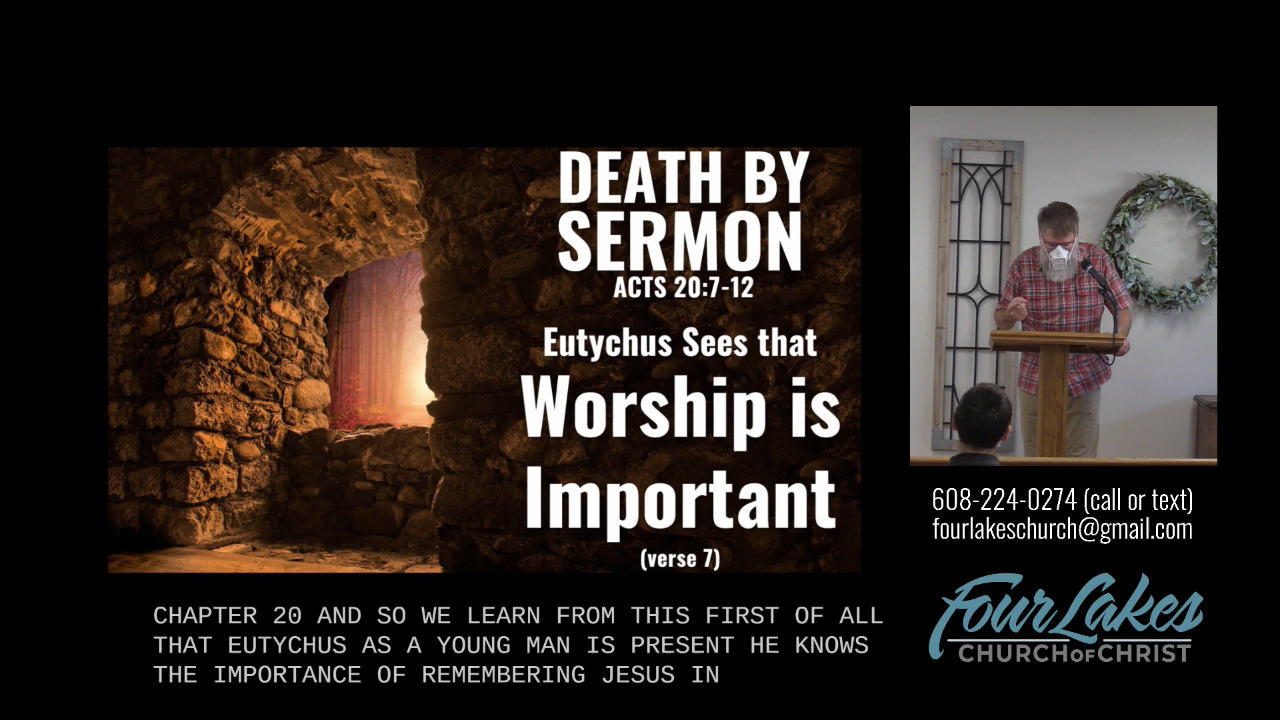 DEATH BY
SERMON
ACTS 20:7-12
Eutychus Sees that
Worship is
Important
(verse 7)
608-224-0274 (call or text)
fourlakeschurch@gmail.com
Four Lakes
CHURCH OF CHRIST
CHAPTER 20 AND SO WE LEARN FROM THIS FIRST OF ALL
THAT EUTYCHUS AS A YOUNG MAN IS PRESENT HE KNOWS
THE IMPORTANCE OF REMEMBERING JESUS IN